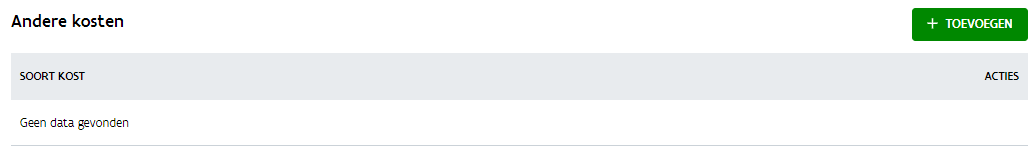 Andere kosten
+ TOEVOEGEN
SOORT KOST
ACTIES
Geen data gevonden